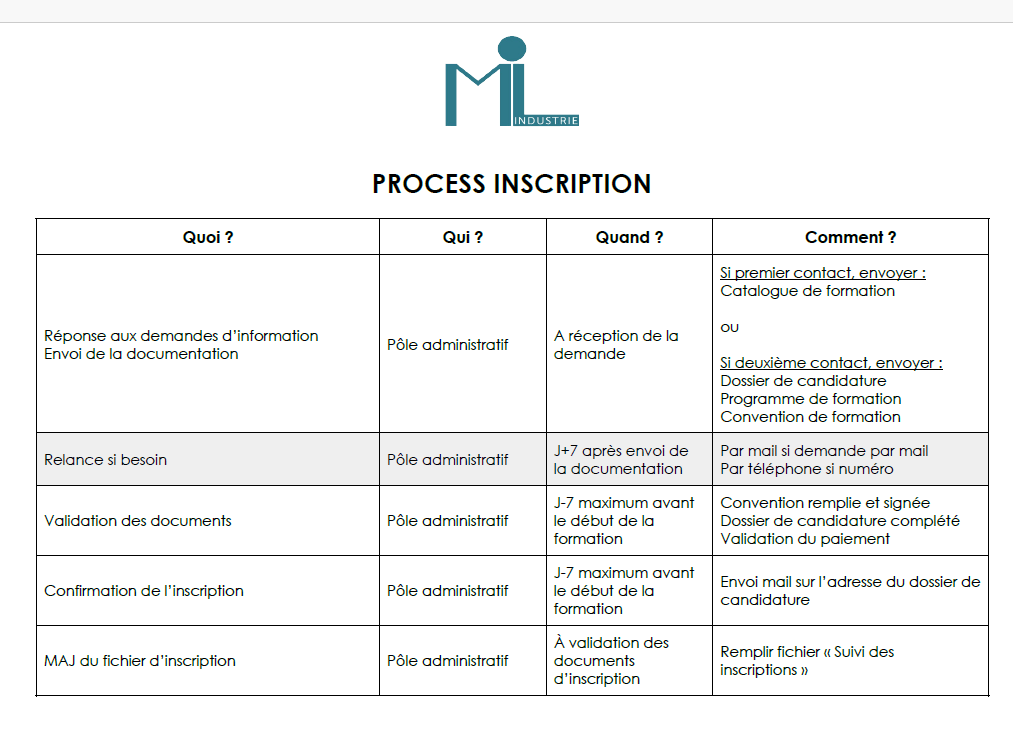 MIL
INDUSTRIE
PROCESS INSCRIPTION
Quoi ?
Qui ?
Quand ?
Comment ?
Réponse aux demandes d’information
Envoi de la documentation
Pôle administratif
A réception de la
demande
Si premier contact, envoyer :
Catalogue de formation
ou
Si deuxième contact, envoyer :
Dossier de candidature
Programme de formation
Convention de formation
Relance si besoin
Pôle administratif
J+7 après envoi de
la documentation
Par mail si demande par mail
Par téléphone si numéro
Validation des documents
Pôle administratif
J-7 maximum avant
le début de la
formation
Convention remplie et signée
Dossier de candidature complété
Validation du paiement
Confirmation de l’inscription
Pôle administratif
J-7 maximum avant
le début de la
formation
Envoi mail sur l’adresse du dossier de
candidature
MAJ du fichier d’inscription
Pôle administratif
À validation des
documents
d’inscription
Remplir fichier « Suivi des
inscriptions »